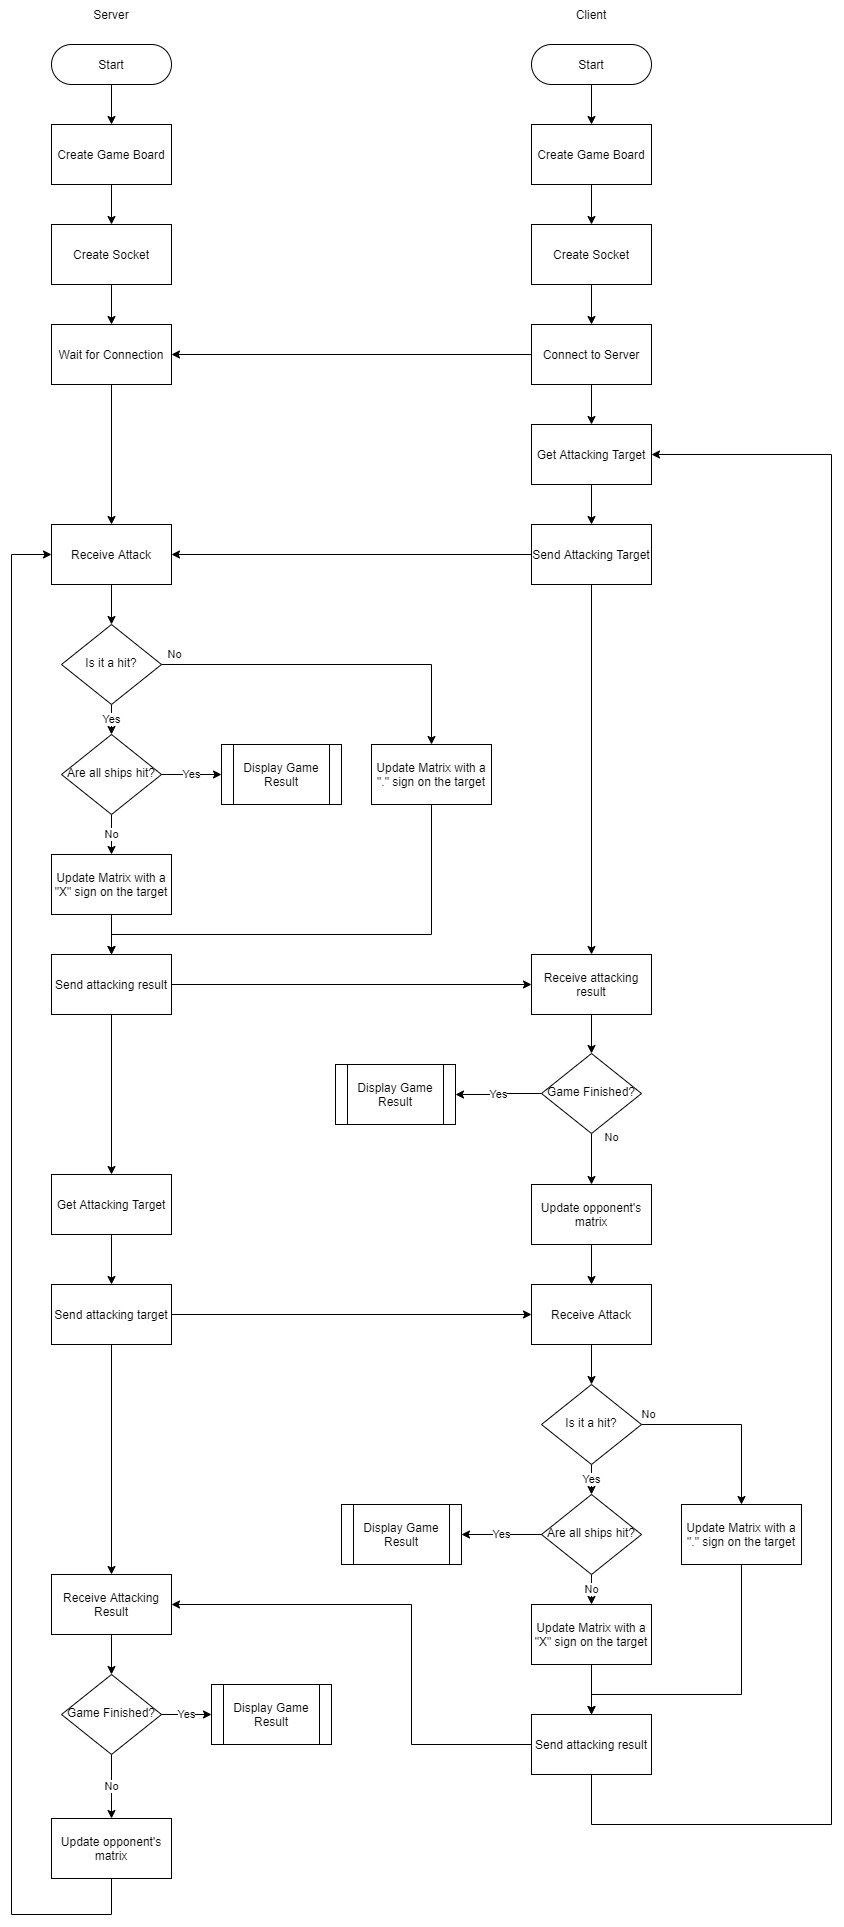 Server
Client
Start
Start
Create Game Board
Create Game Board
Create Socket
Create Socket
Wait for Connection
Connect to Server
Get Attacking Target
Receive Attack
Send Attacking Target
Is it a hit?
No
Yes
Are all ships hit?
Yes
Display Game
Result
Update Matrix with a
"." sign on the target
No
Update Matrix with a
"X" sign on the target
Send attacking result
Receive attacking
result
Game Finished?
Yes
Display Game
Result
No
Get Attacking Target
Update opponent's
matrix
Send attacking target
Receive Attack
Is it a hit?
No
Yes
Are all ships hit?
Yes
Display Game
Result
Update Matrix with a
"." sign on the target
No
Update Matrix with a
"X" sign on the target
Receive Attacking
Result
Game Finished?
Yes
Display Game
Result
Send attacking result
No
Update opponent's
matrix